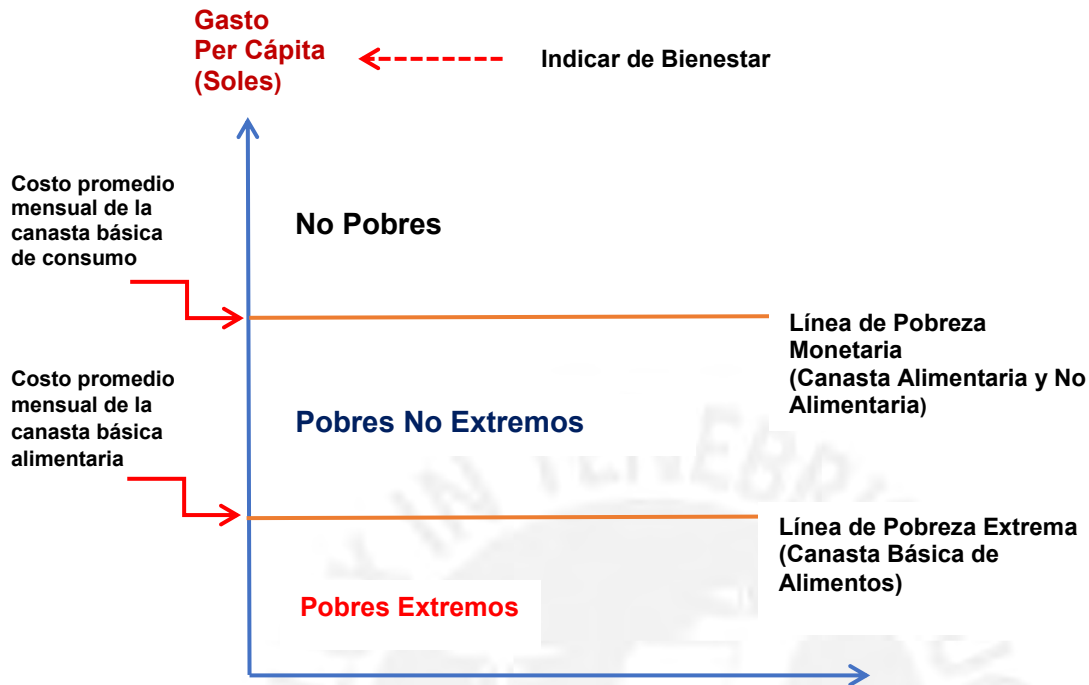 Gasto
Per Cápita
(Soles)
Indicar de Bienestar
Costo promedio
mensual de la
canasta básica
de consumo
No Pobres
Línea de Pobreza
Monetaria
(Canasta Alimentaria y No
Alimentaria)
Costo promedio
mensual de la
canasta básica
alimentaria
Pobres No Extremos
Línea de Pobreza Extrema
(Canasta Básica de
Alimentos)
Pobres Extremos